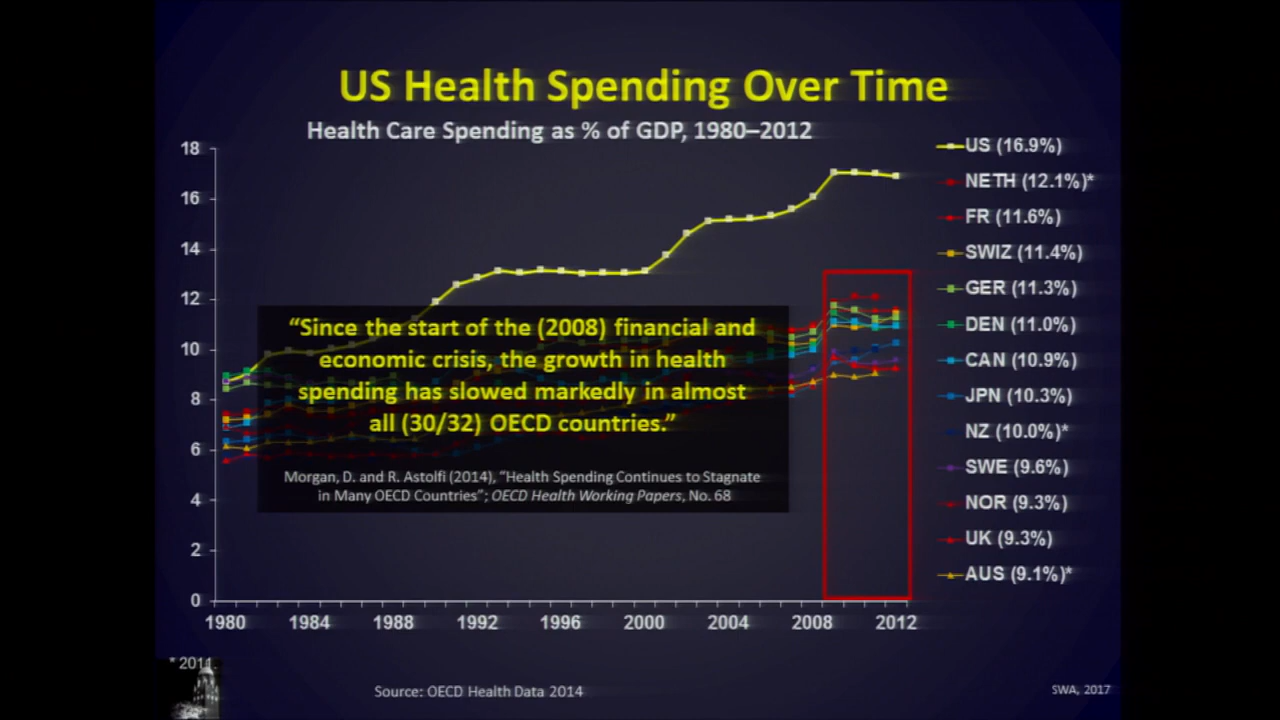 US Health Spending Over Time
Health Care Spending as % of GDP, 1980–2012
18
16
14
12
10
8
6
4
2
0
1980 1984 1988 1992 1996 2000 2004 2008 2012
US (16.9%)
NETH (12.1%)*
FR (11.6%)
SWIZ (11.4%)
GER (11.3%)
DEN (11.0%)
CAN (10.9%)
JPN (10.3%)
NZ (10.0%)*
SWE (9.6%)
NOR (9.3%)
UK (9.3%)
AUS (9.1%)*
“Since the start of the (2008) financial and
economic crisis, the growth in health
spending has slowed markedly in almost
all (30/32) OECD countries.”
Morgan, D. and R. Astolfi (2014), “Health Spending Continues to Stagnate
in Many OECD Countries”; OECD Health Working Papers, No. 68
* 2011.
Source: OECD Health Data 2014
SWA, 2017